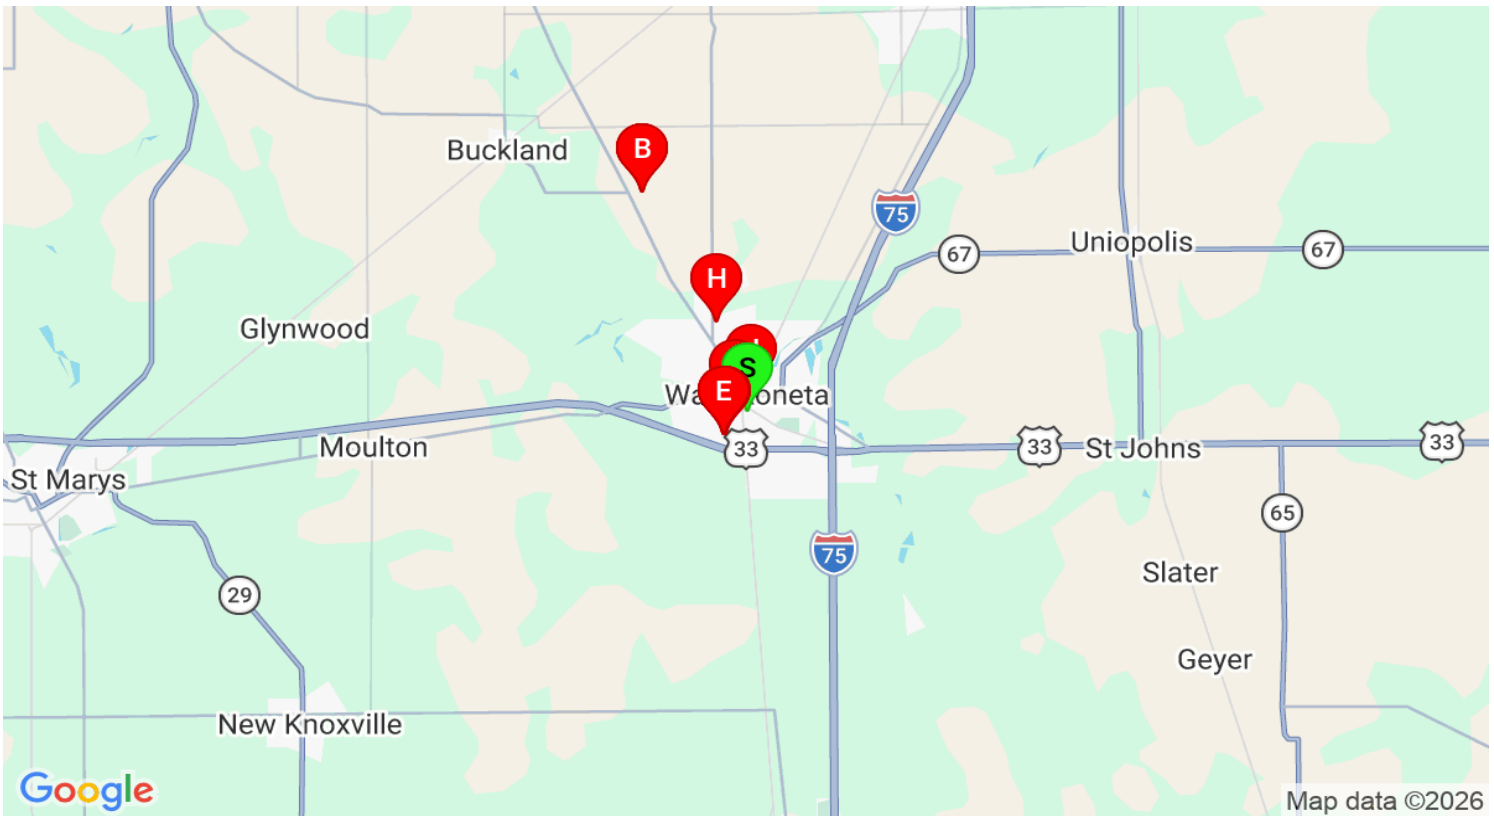 Buckland
B
75
67
Uniopolis
67
H
Glynwood
S
E
Wa
oneta
Moulton
33
33
St Johns
33
St Marys
65
75
Slater
29
Geyer
New Knoxville
Google
Map data ©2026